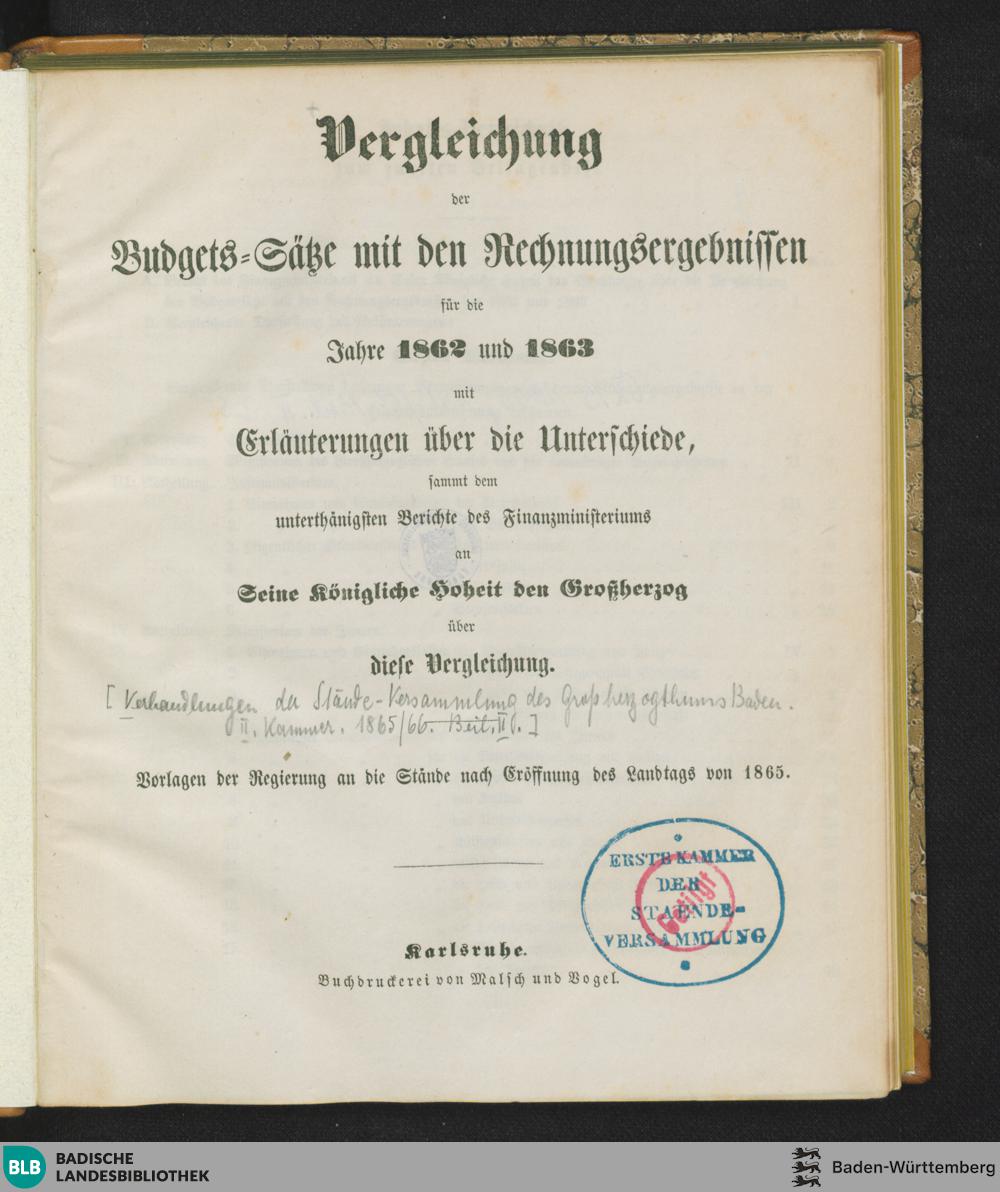 Vergleichung
der
Budgets-Sätze mit den Rechnungsergebnissen
für die
Jahre 1862 und 1863
mit
Erläuterungen über die Unterschiede,
sammt dem
unterthänigsten Berichte des Finanzministeriums
an
Seine Königliche Hoheit den Großherzog
über
diese Vergleichung.
[Verhandlungen der Stände-Versammlung des Großherzogthums Baden.
II. Kammer. 1865/66. Beil. II.]
Vorlagen der Regierung an die Stände nach Eröffnung des Landtags von 1865.
ERSTE KAMMER
DER
STAENDE-
VERSAMMLUNG
Getilgt
Karlsruhe.
Buchdruckerei von Malsch und Vogel.
BLB BADISCHE
LANDESBIBLIOTHEK
Baden-Württemberg